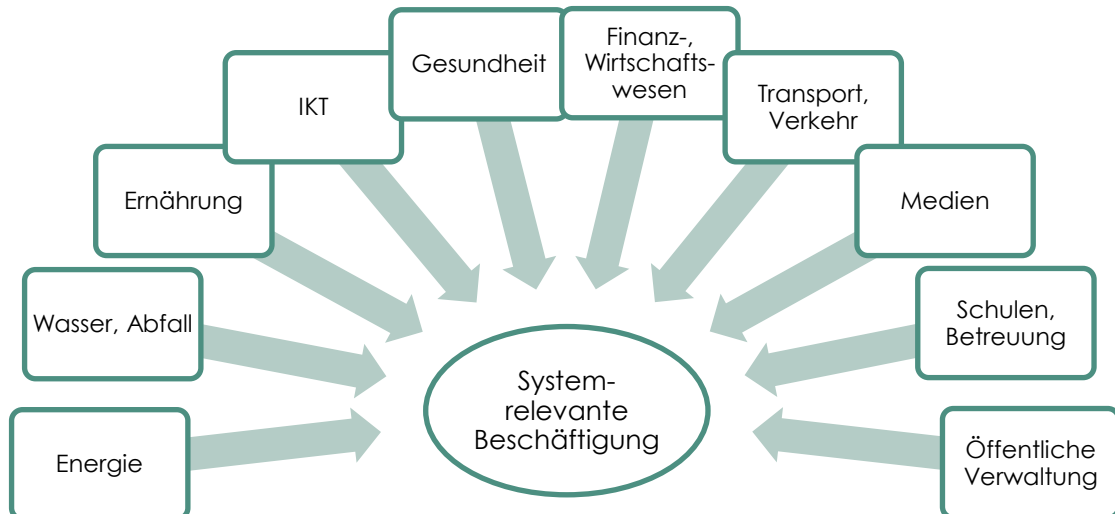 Energie
Wasser, Abfall
Ernährung
IKT
Gesundheit
Finanz-,
Wirtschafts-
wesen
Transport,
Verkehr
Medien
Schulen,
Betreuung
Öffentliche
Verwaltung
System-
relevante
Beschäftigung